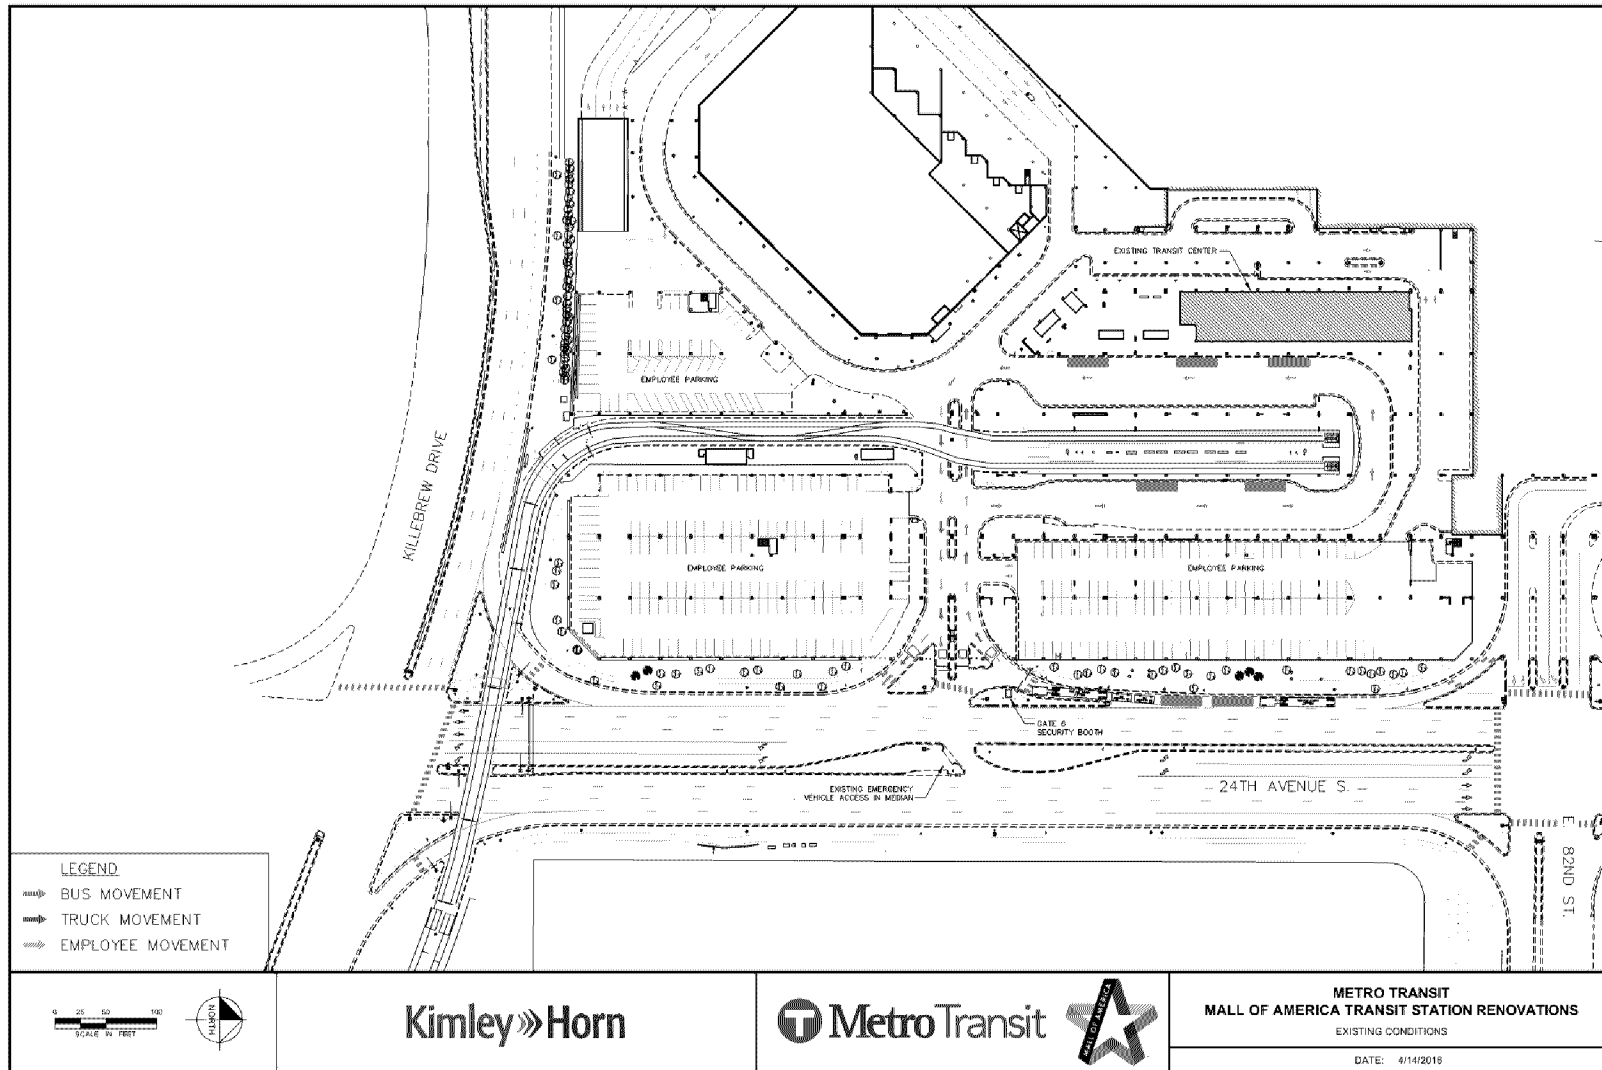 EXISTING TRANSIT CENTER
EMPLOYEE PARKING
KILLEBREW DRIVE
EMPLOYEE PARKING
EMPLOYEE PARKING
GATE 6
SECURITY BOOTH
EXISTING EMERGENCY
VEHICLE ACCESS IN MEDIAN
24TH AVENUE S.
E. 82ND ST.
LEGEND
BUS MOVEMENT
TRUCK MOVEMENT
EMPLOYEE MOVEMENT
0 25 50 100
SCALE IN FEET
NORTH
Kimley»Horn
T MetroTransit
MALL OF AMERICA
METRO TRANSIT
MALL OF AMERICA TRANSIT STATION RENOVATIONS
EXISTING CONDITIONS
DATE: 4/14/2016